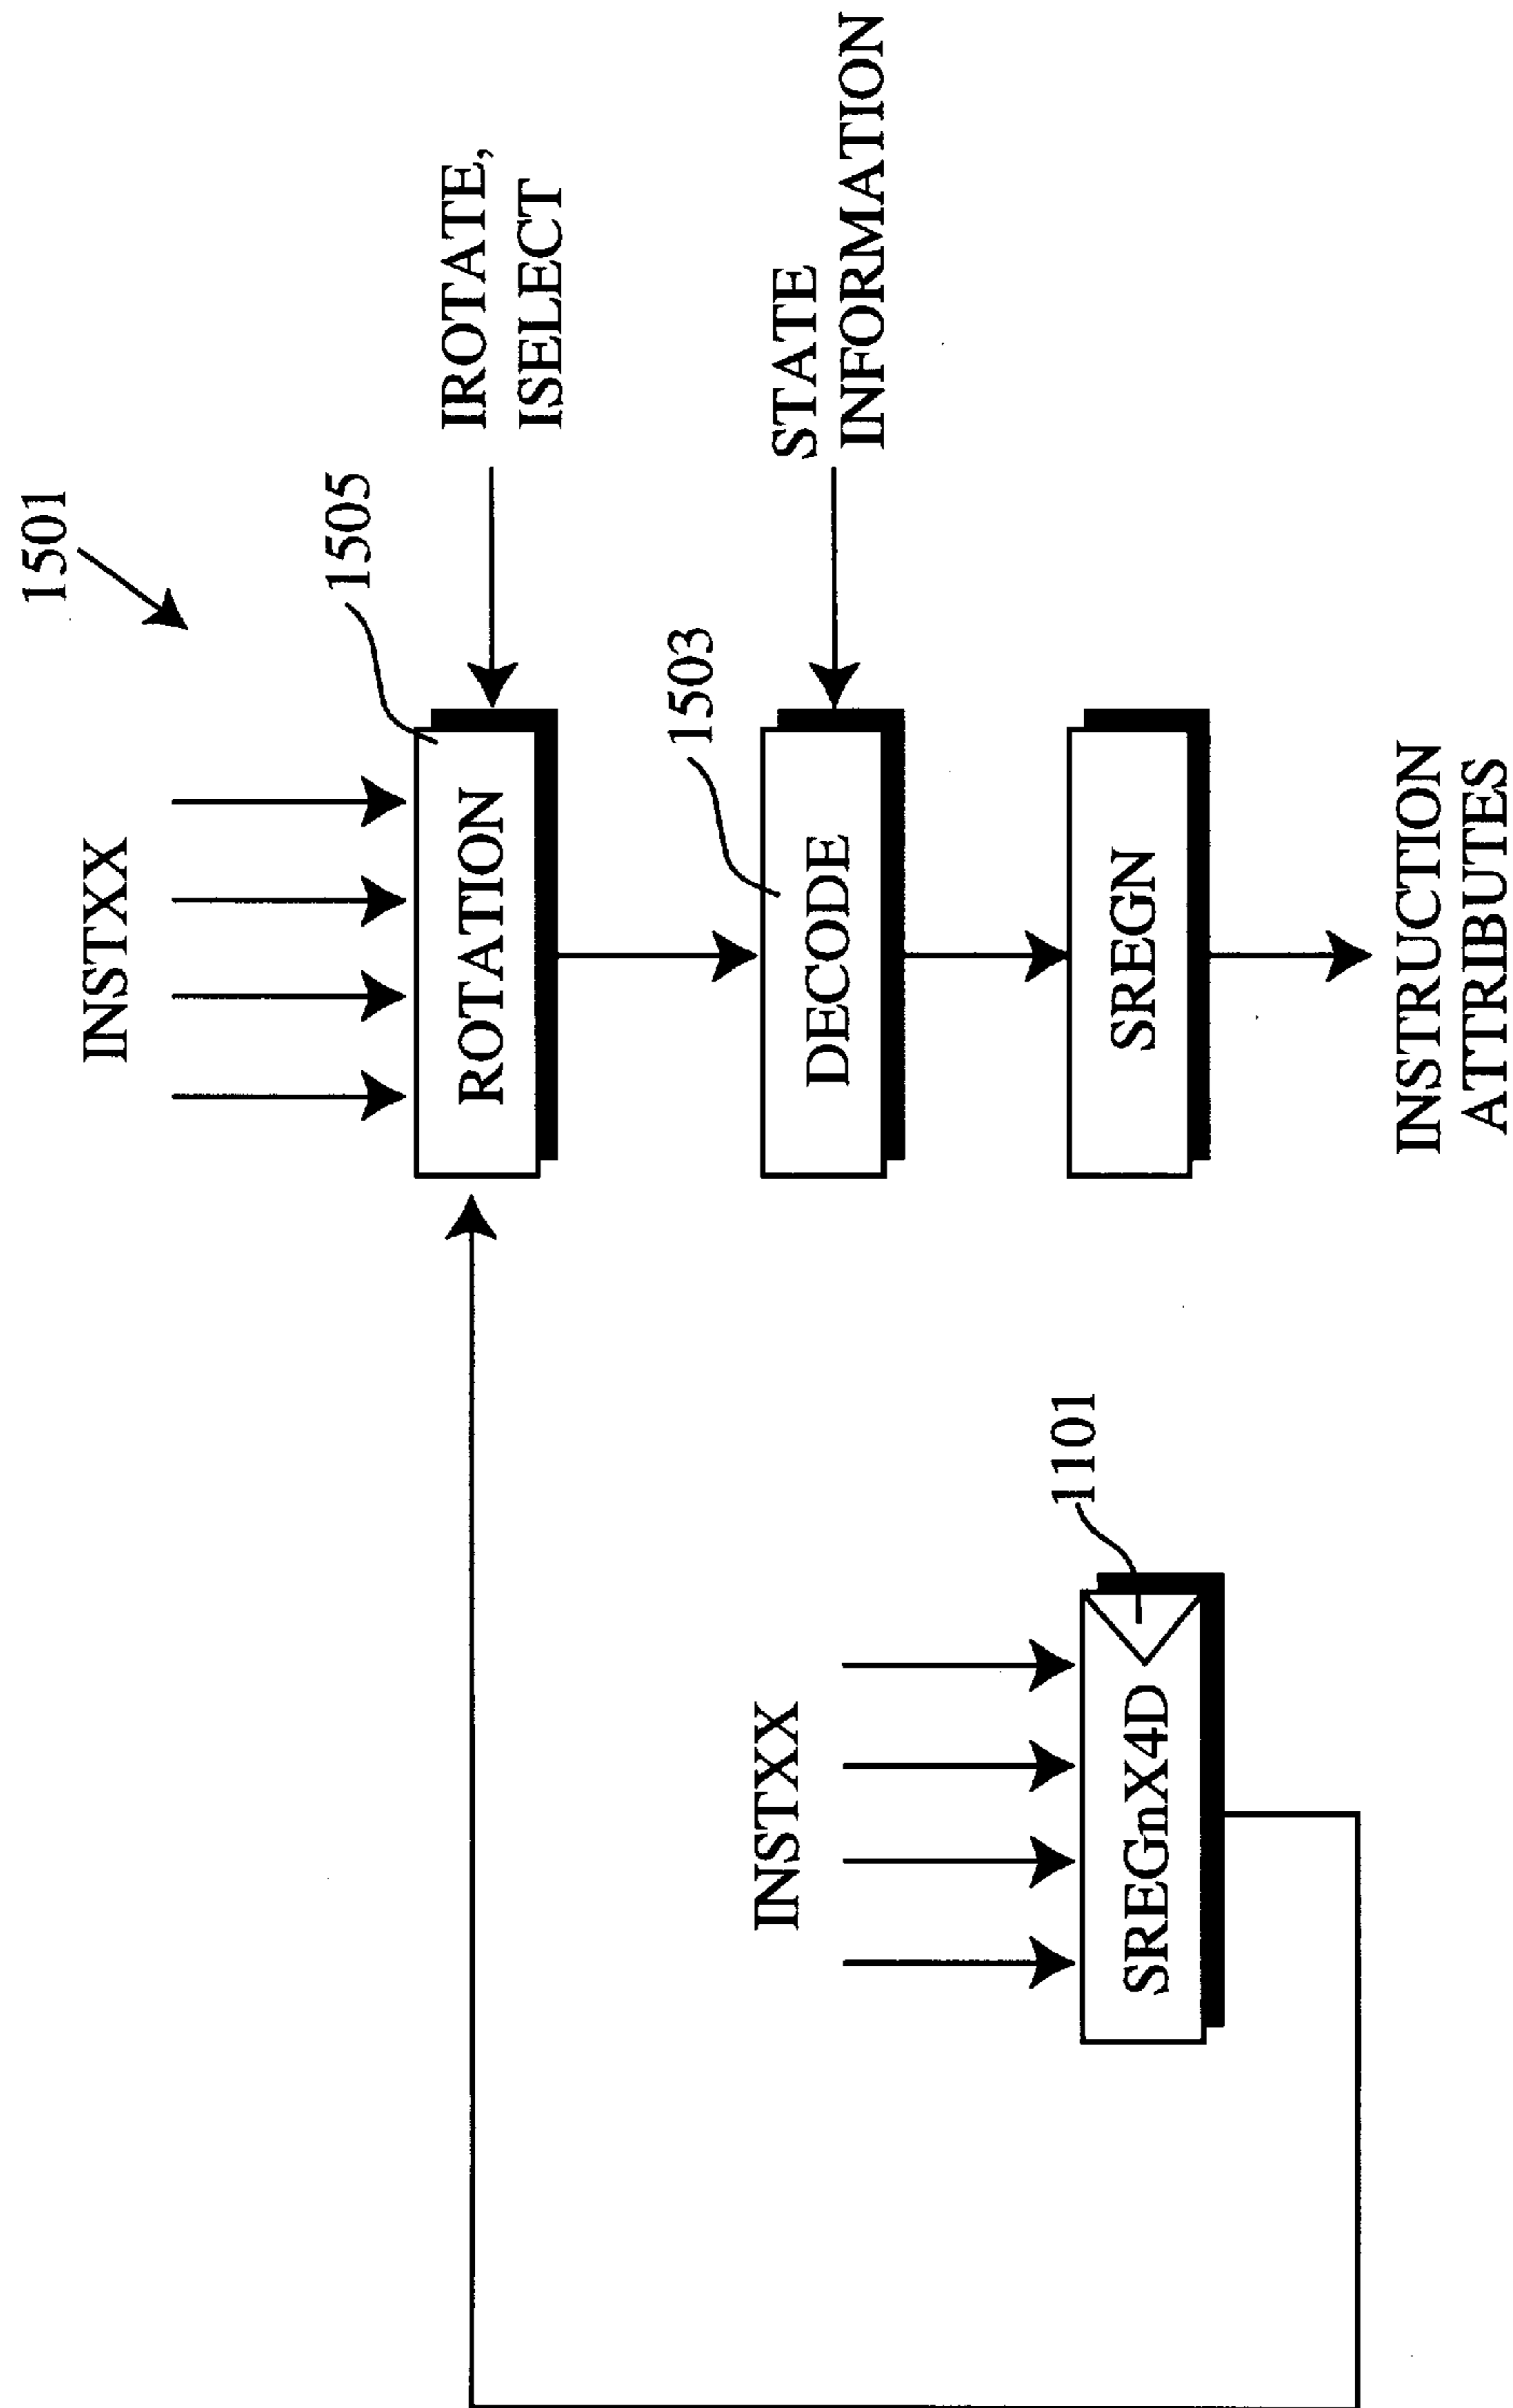 1501
INSTXX
1505
ROTATION
IROTATE,
ISELECT
1503
DECODE
STATE
INFORMATION
INSTXX
1101
SREGnX4D
SREGN
INSTRUCTION
ATTRIBUTES